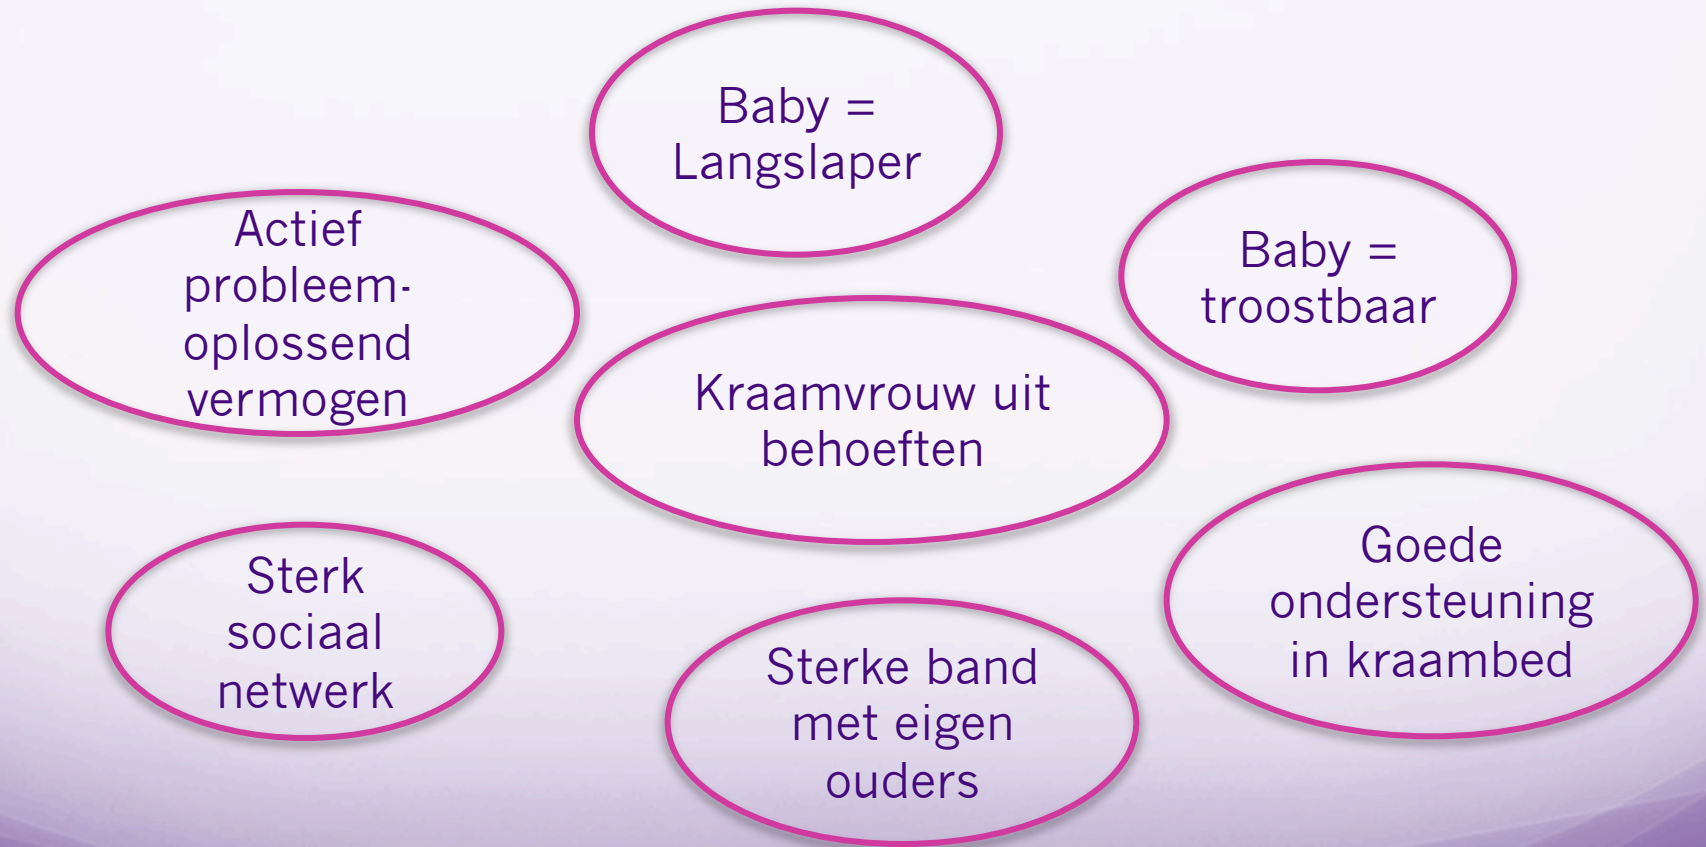 Baby =
Langslaper
Actief
probleem-
oplossend
vermogen
Baby =
troostbaar
Kraamvrouw uit
behoeften
Sterk
sociaal
netwerk
Goede
ondersteuning
in kraambed
Sterke band
met eigen
ouders